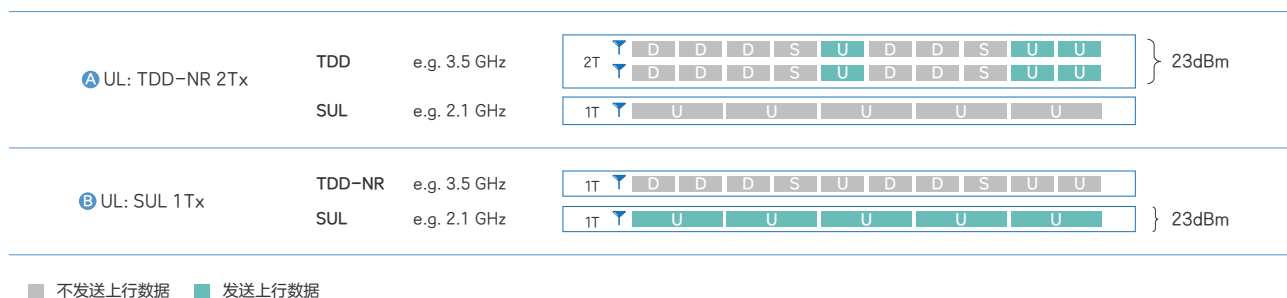 A UL: TDD-NR 2Tx
TDD e.g. 3.5 GHz 2T D D D S U D D S U U 23dBm
D D D S U D D S U U
SUL e.g. 2.1 GHz 1T U U U U U
B UL: SUL 1Tx
TDD-NR e.g. 3.5 GHz 1T D D D S U D D S U U
SUL e.g. 2.1 GHz 1T U U U U U 23dBm
不发送上行数据 发送上行数据